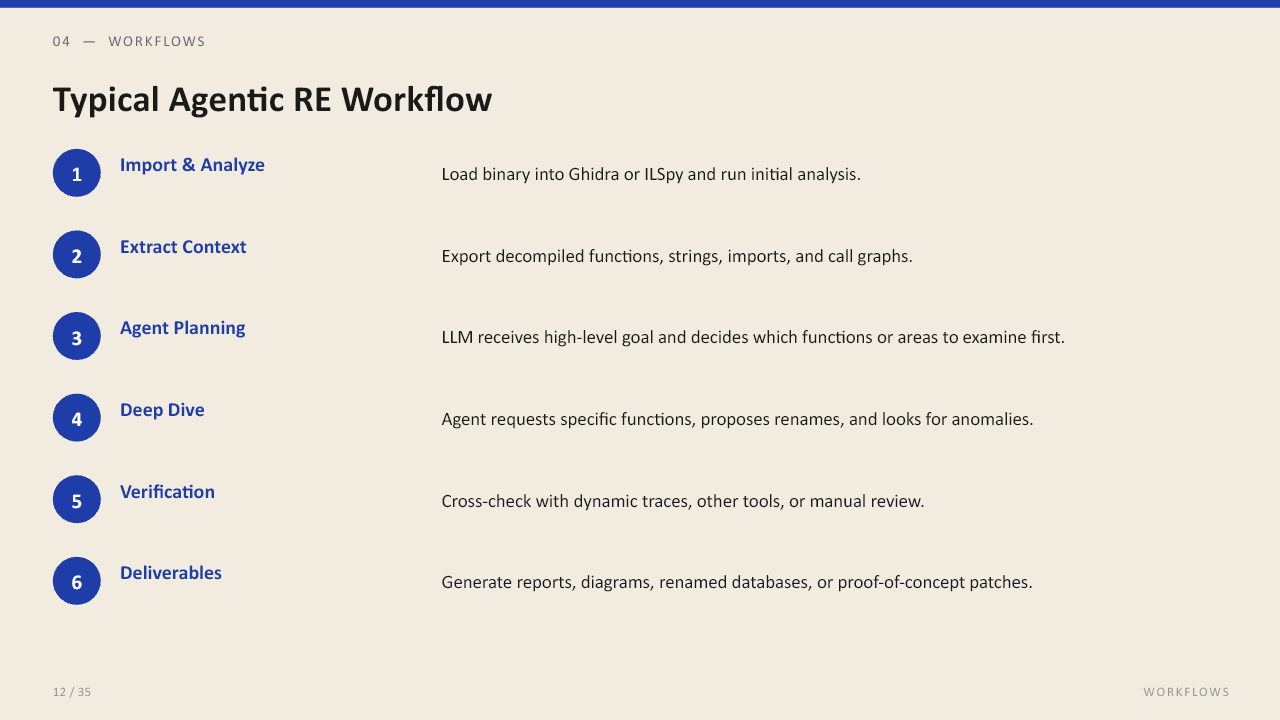 04 — WORKFLOWS
Typical Agentic RE Workflow
1 Import & Analyze Load binary into Ghidra or ILSpy and run initial analysis.
2 Extract Context Export decompiled functions, strings, imports, and call graphs.
3 Agent Planning LLM receives high-level goal and decides which functions or areas to examine first.
4 Deep Dive Agent requests specific functions, proposes renames, and looks for anomalies.
5 Verification Cross-check with dynamic traces, other tools, or manual review.
6 Deliverables Generate reports, diagrams, renamed databases, or proof-of-concept patches.
12 / 35 WORKFLOWS